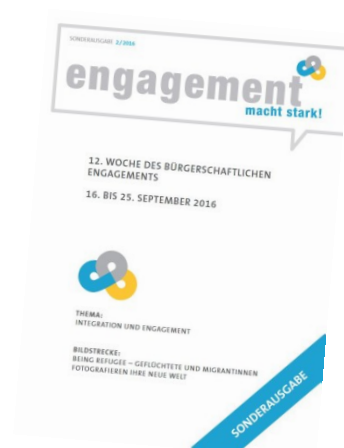 SONDERAUSGABE 2/2016
engagement
macht stark!
12. WOCHE DES BÜRGERSCHAFTLICHEN
ENGAGEMENTS
16. BIS 25. SEPTEMBER 2016
THEMA:
INTEGRATION UND ENGAGEMENT
BILDSTRECKE:
BEING REFUGEE – GEFLÜCHTETE UND MIGRANTINNEN
FOTOGRAFIEREN IHRE NEUE WELT
SONDERAUSGABE